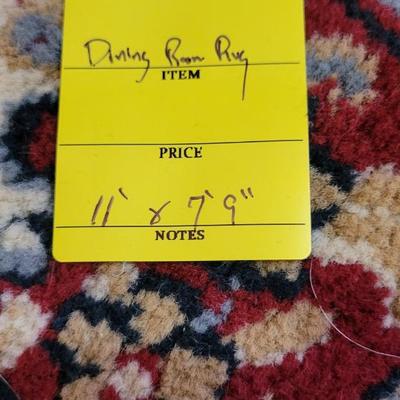 Dining Room Rug
ITEM
PRICE
11' x 7'9"
NOTES